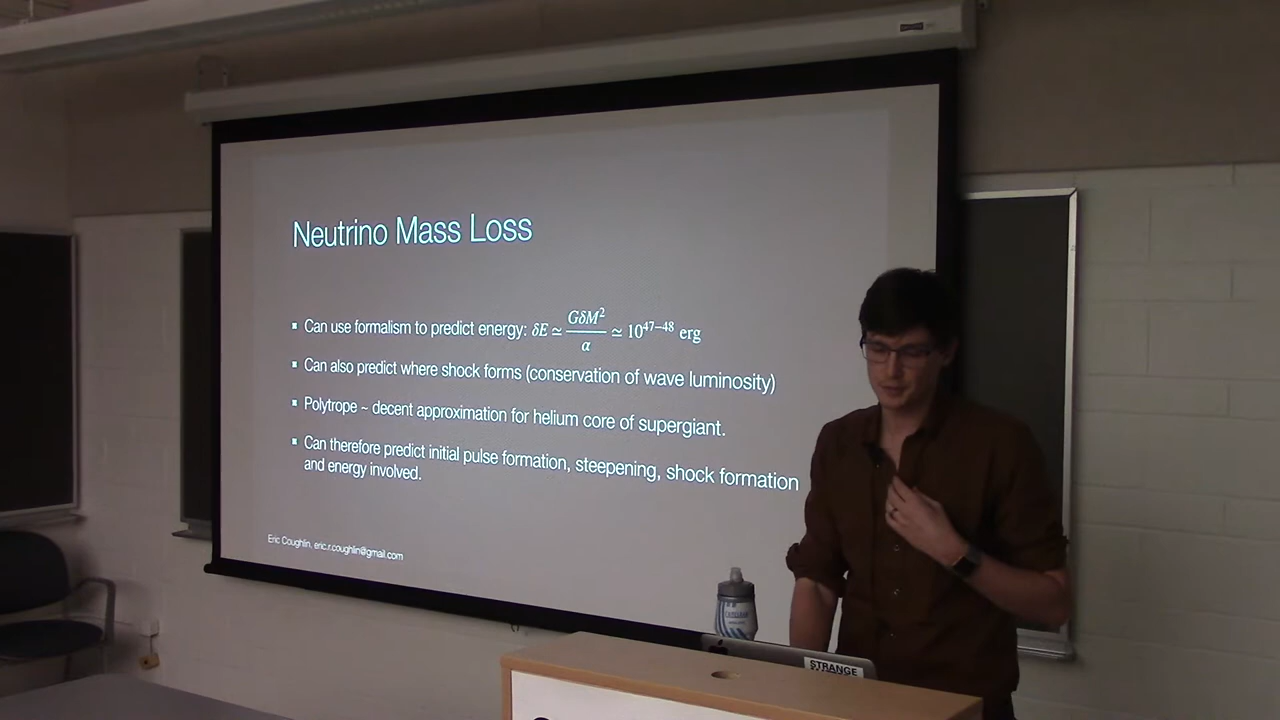 Neutrino Mass Loss
▪ Can use formalism to predict energy: δE ≃ GδM²/α ≃ 10⁴⁷⁻⁴⁸ erg
▪ Can also predict where shock forms (conservation of wave luminosity)
▪ Polytrope ~ decent approximation for helium core of supergiant.
▪ Can therefore predict initial pulse formation, steepening, shock formation
and energy involved.
Eric Coughlin, eric.r.coughlin@gmail.com
STRANGE